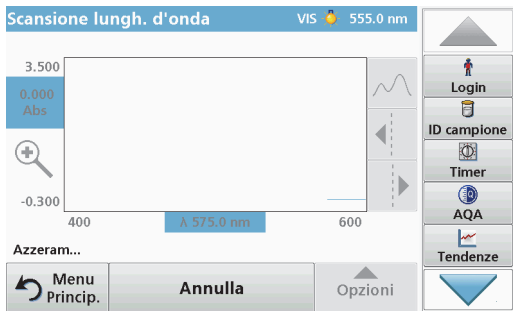 Scansione lungh. d'onda VIS 555.0 nm
3.500
0.000
Abs
-0.300
400 λ 575.0 nm 600
Azzeram...
Menu
Princip.
Annulla
Opzioni
Login
ID campione
Timer
AQA
Tendenze